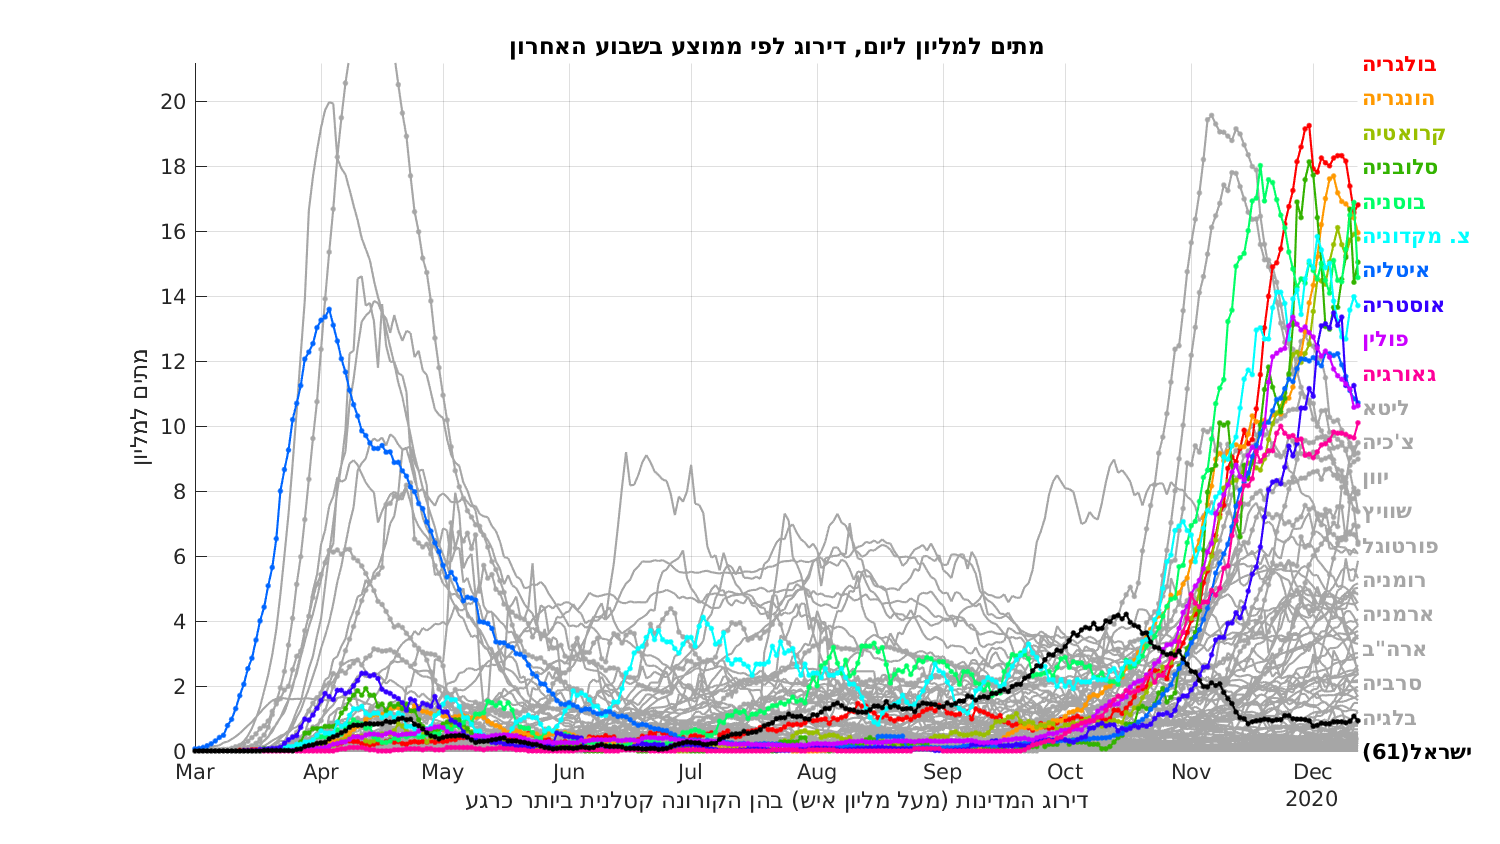 מתים למליון ליום, דירוג לפי ממוצע בשבוע האחרון
מתים למליון
20
18
16
14
12
10
8
6
4
2
0
Mar Apr May Jun Jul Aug Sep Oct Nov Dec
2020
דירוג המדינות (מעל מליון איש) בהן הקורונה קטלנית ביותר כרגע
בולגריה
הונגריה
קרואטיה
סלובניה
בוסניה
צ. מקדוניה
איטליה
אוסטריה
פולין
גאורגיה
ליטא
צ'כיה
יוון
שוויץ
פורטוגל
רומניה
ארמניה
ארה"ב
סרביה
בלגיה
ישראל(61)